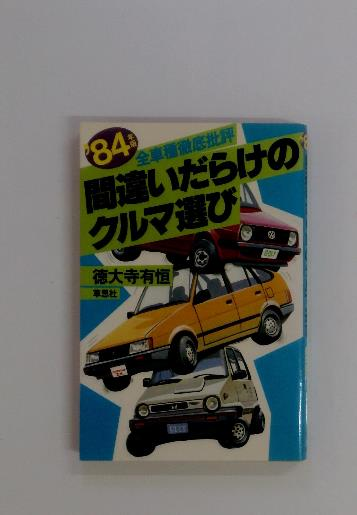 '84年版
全車種徹底批評
間違いだらけの
クルマ選び
徳大寺有恒
草思社